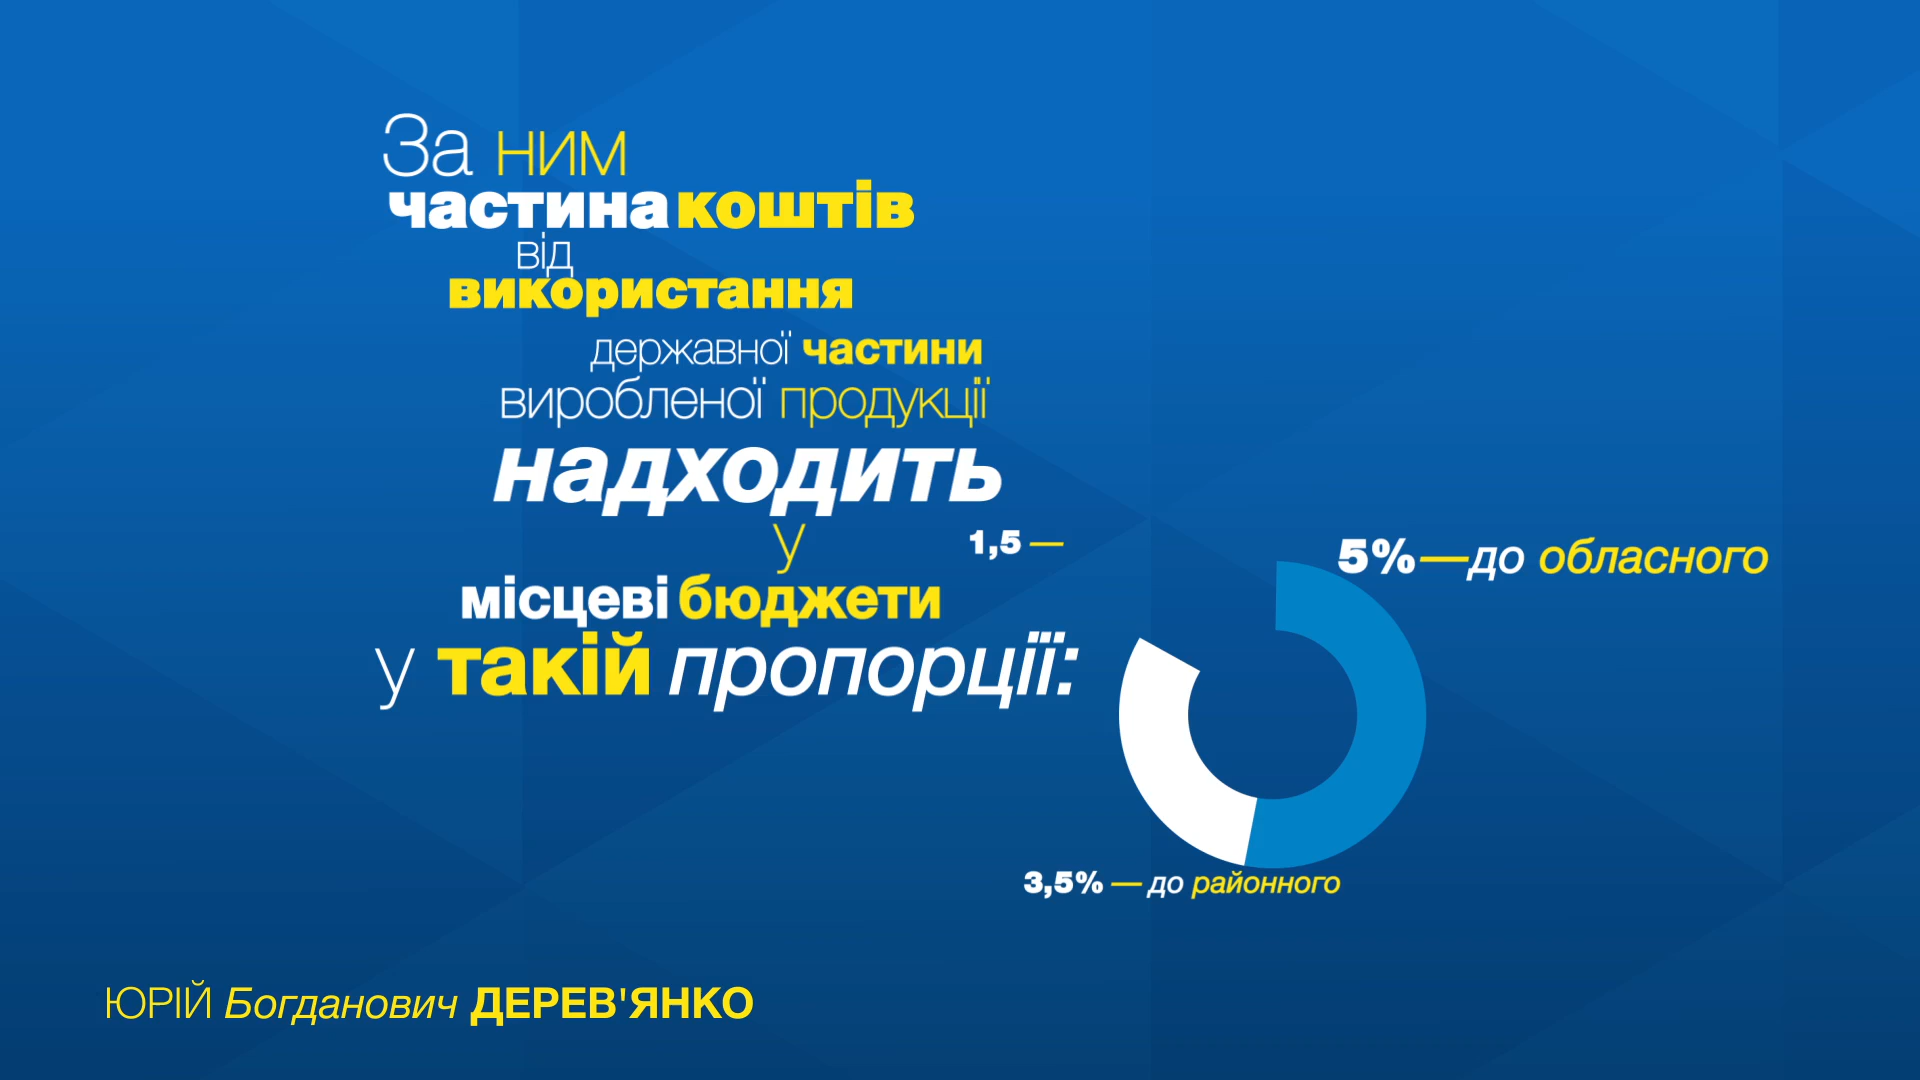 За ним
частина коштів
від
використання
державної частини
виробленої продукції
надходить
у
місцеві бюджети
у такій пропорції:
1,5 —
5% — до обласного
3,5% — до районного
ЮРІЙ Богданович ДЕРЕВ'ЯНКО